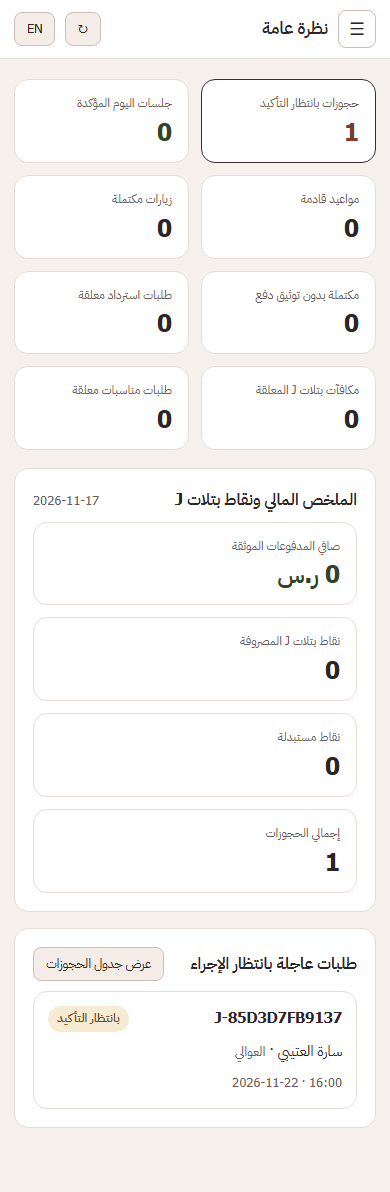 ☰ نظرة عامة ↻ EN
حجوزات بانتظار التأكيد
1
جلسات اليوم المؤكدة
0
مواعيد قادمة
0
زيارات مكتملة
0
مكتملة بدون توثيق دفع
0
طلبات استرداد معلقة
0
مكافآت بتلات J المعلقة
0
طلبات مناسبات معلقة
0
الملخص المالي ونقاط بتلات J
2026-11-17
صافي المدفوعات الموثقة
0 ر.س
نقاط بتلات J المصروفة
0
نقاط مستبدلة
0
إجمالي الحجوزات
1
طلبات عاجلة بانتظار الإجراء
عرض جدول الحجوزات
J-85D3D7FB9137
بانتظار التأكيد
سارة العتيبي · العوالي
2026-11-22 · 16:00